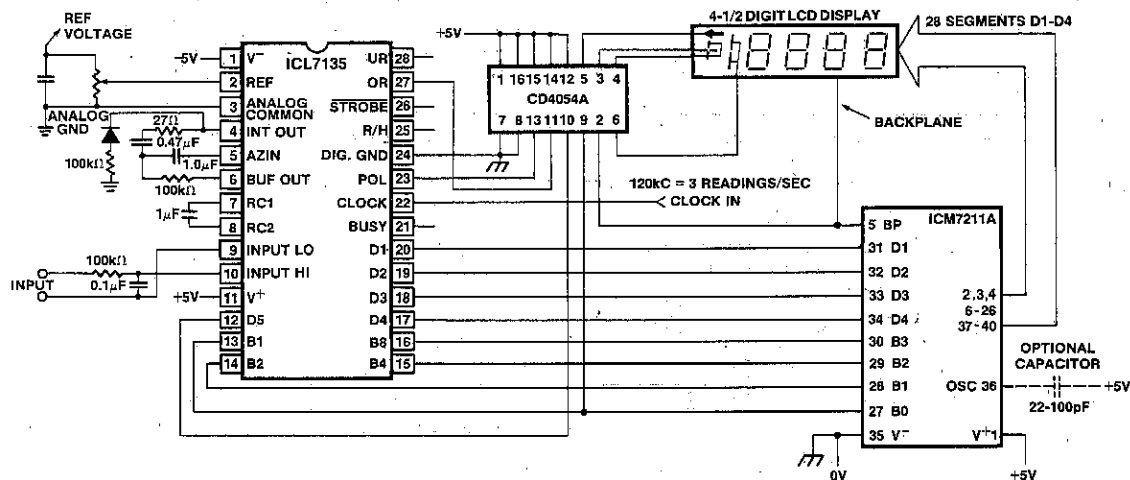 REF
VOLTAGE
-5V
1 V-
2 REF
3 ANALOG
COMMON
4 INT OUT
5 AZIN
6 BUF OUT
7 RC1
8 RC2
9 INPUT LO
10 INPUT HI
11 V+
12 D5
13 B1
14 B2
ICL7135
UR 28
OR 27
STROBE 26
R/H 25
DIG. GND 24
POL 23
CLOCK 22
BUSY 21
D1 20
D2 19
D3 18
D4 17
B8 16
B4 15
ANALOG
GND
27Ω
0.47µF
100kΩ
1.0µF
100kΩ
1µF
100kΩ
INPUT
0.1µF
+5V
+5V
1 16 15 14 12 5 3 4
CD4054A
7 8 13 11 10 9 2 6
4-1/2 DIGIT LCD DISPLAY
28 SEGMENTS D1-D4
BACKPLANE
120kC = 3 READINGS/SEC
CLOCK IN
ICM7211A
5 BP
31 D1
32 D2
33 D3
34 D4
30 B3
29 B2
28 B1
27 B0
35 V-
2,3,4
6-26
37-40
OSC 36
V+1
OPTIONAL
CAPACITOR
+5V
22-100pF
0V
+5V